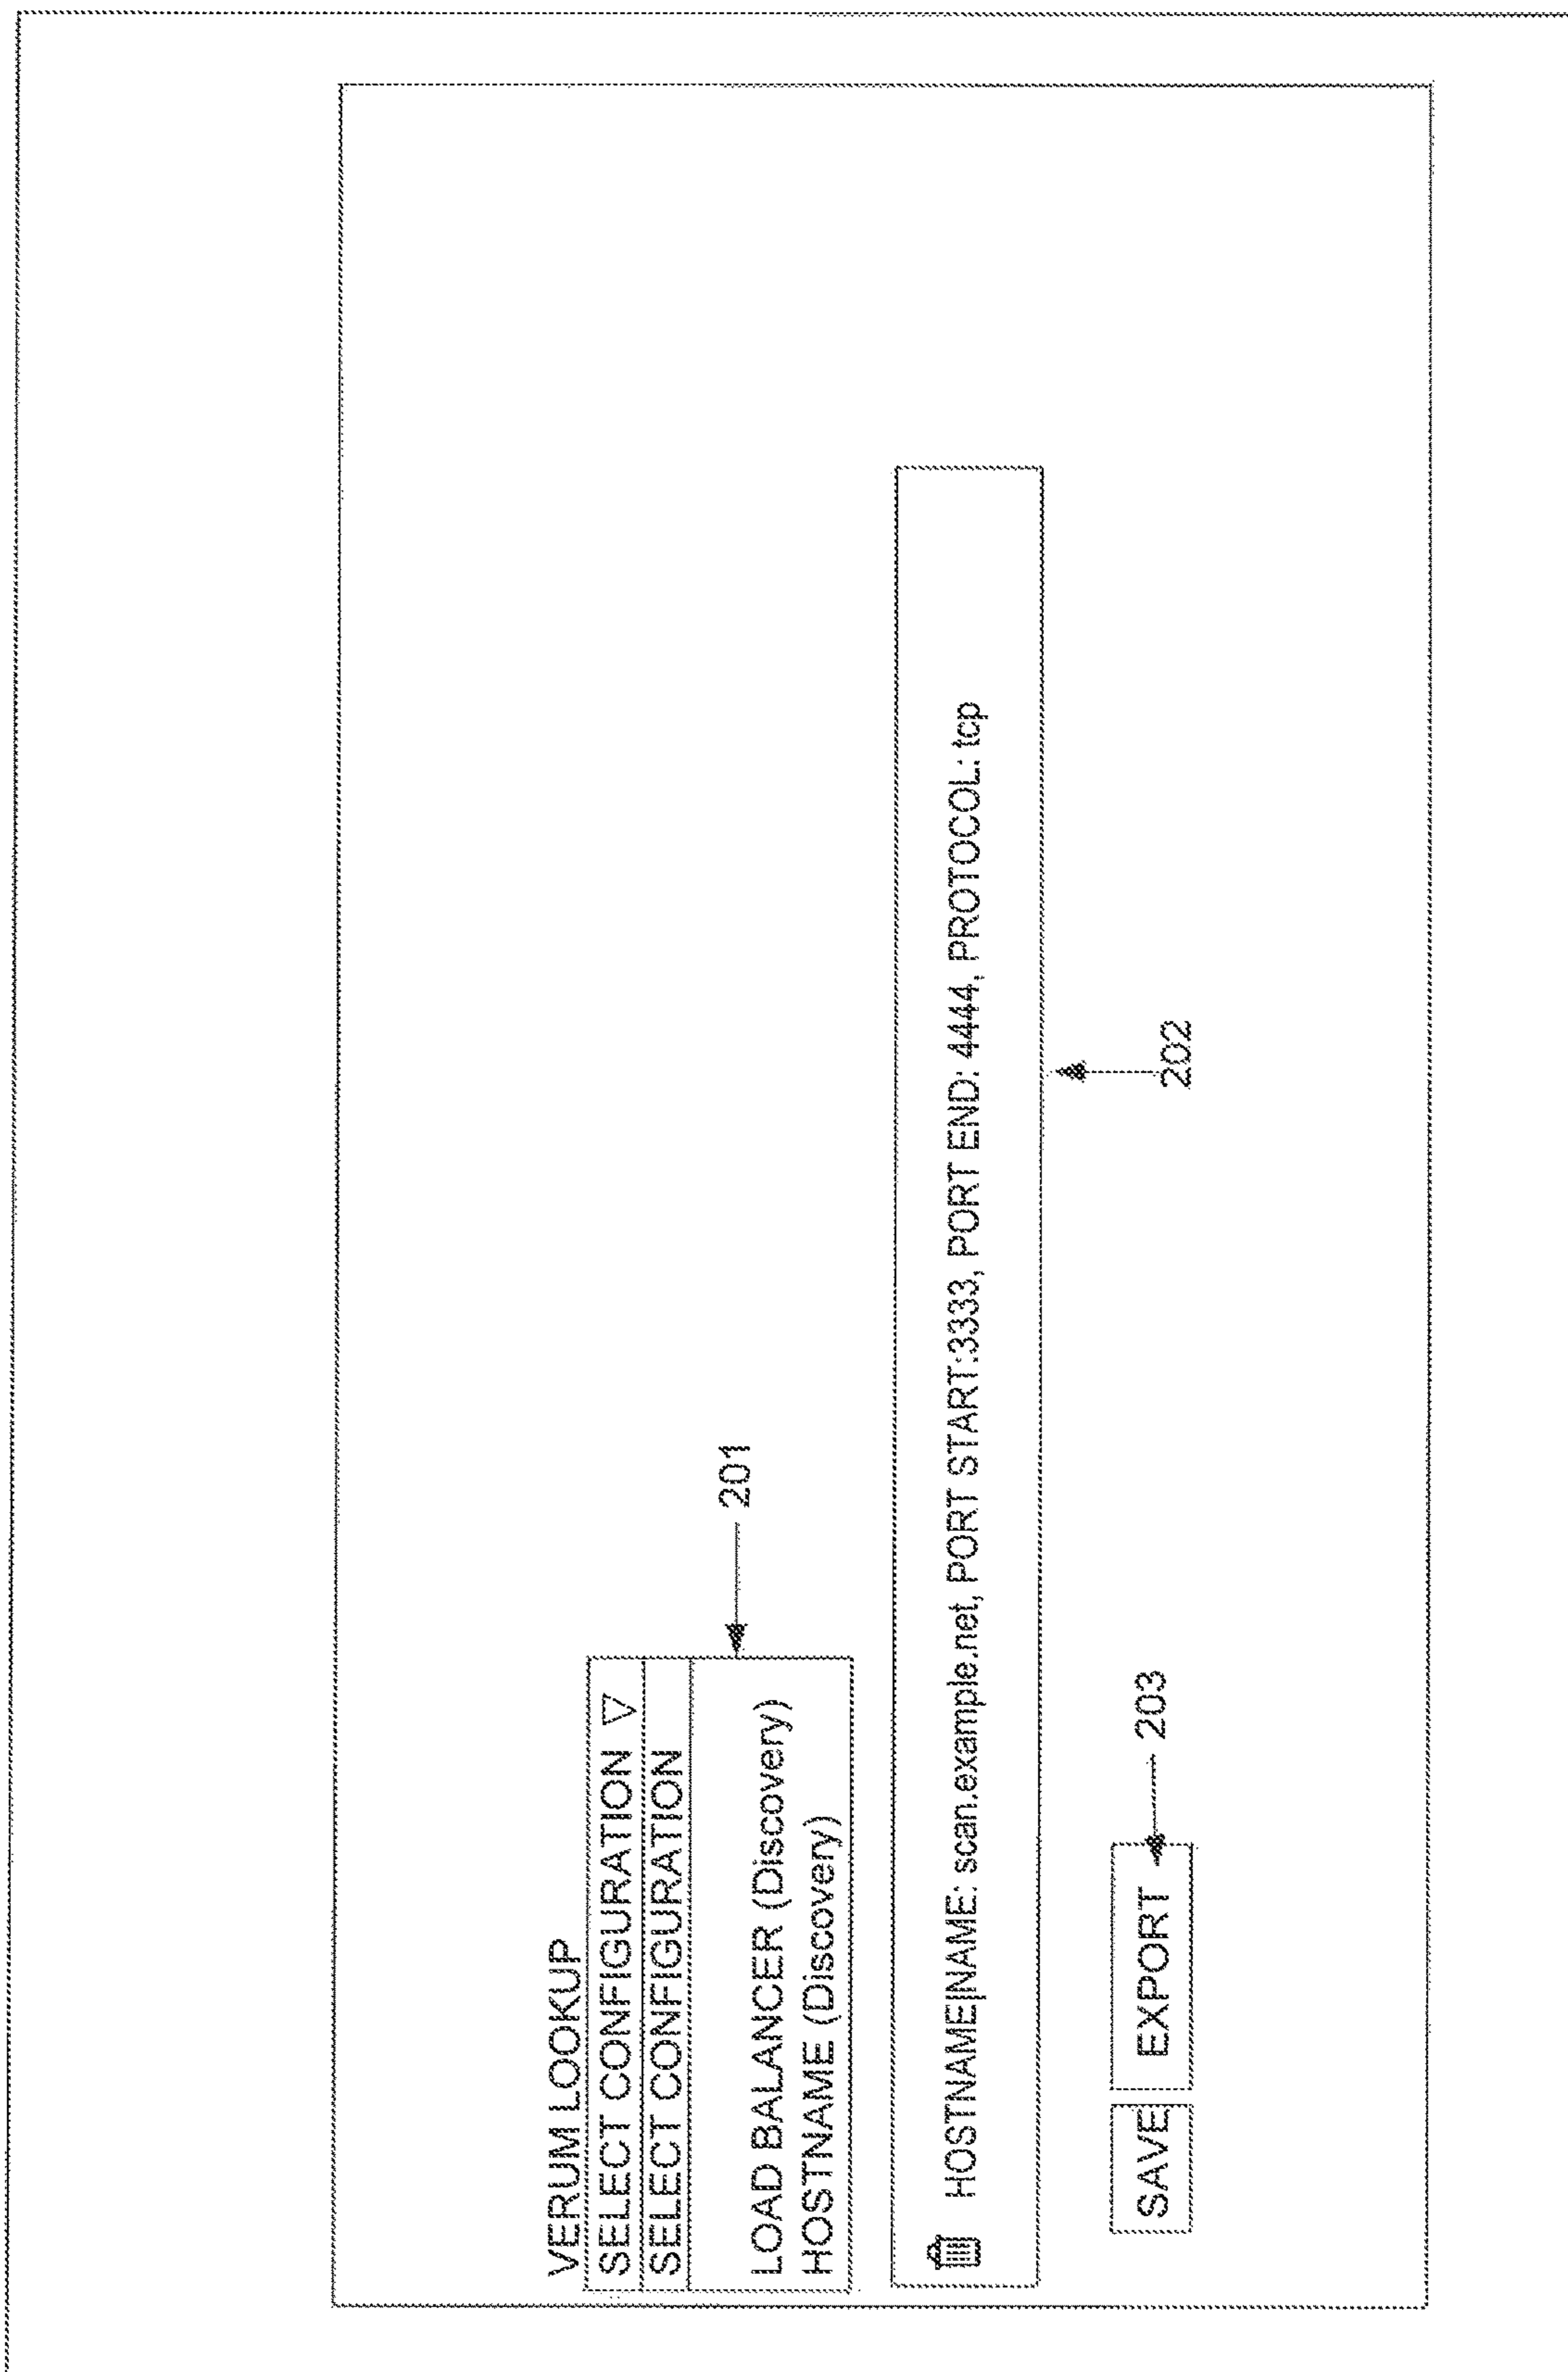 VERUM LOOKUP
SELECT CONFIGURATION ▽
SELECT CONFIGURATION
LOAD BALANCER (Discovery)
HOSTNAME (Discovery)
201
HOSTNAME|NAME: scan.example.net, PORT START:3333, PORT END: 4444, PROTOCOL: tcp
202
SAVE EXPORT
203